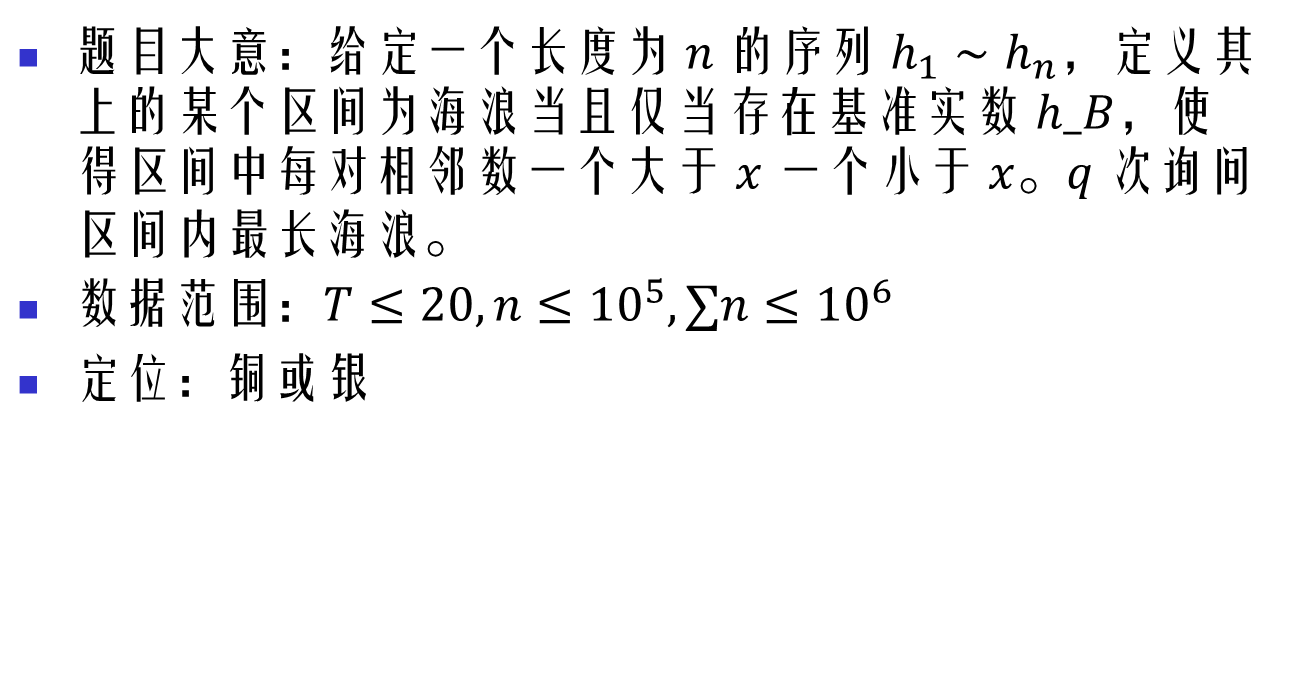 题目大意：给定一个长度为 n 的序列 h₁ ~ hₙ，定义其
上的某个区间为海浪当且仅当存在基准实数 h_B，使
得区间中每对相邻数一个大于 x 一个小于 x。q 次询问
区间内最长海浪。
数据范围：T ≤ 20, n ≤ 10⁵, ∑n ≤ 10⁶
定位：铜或银